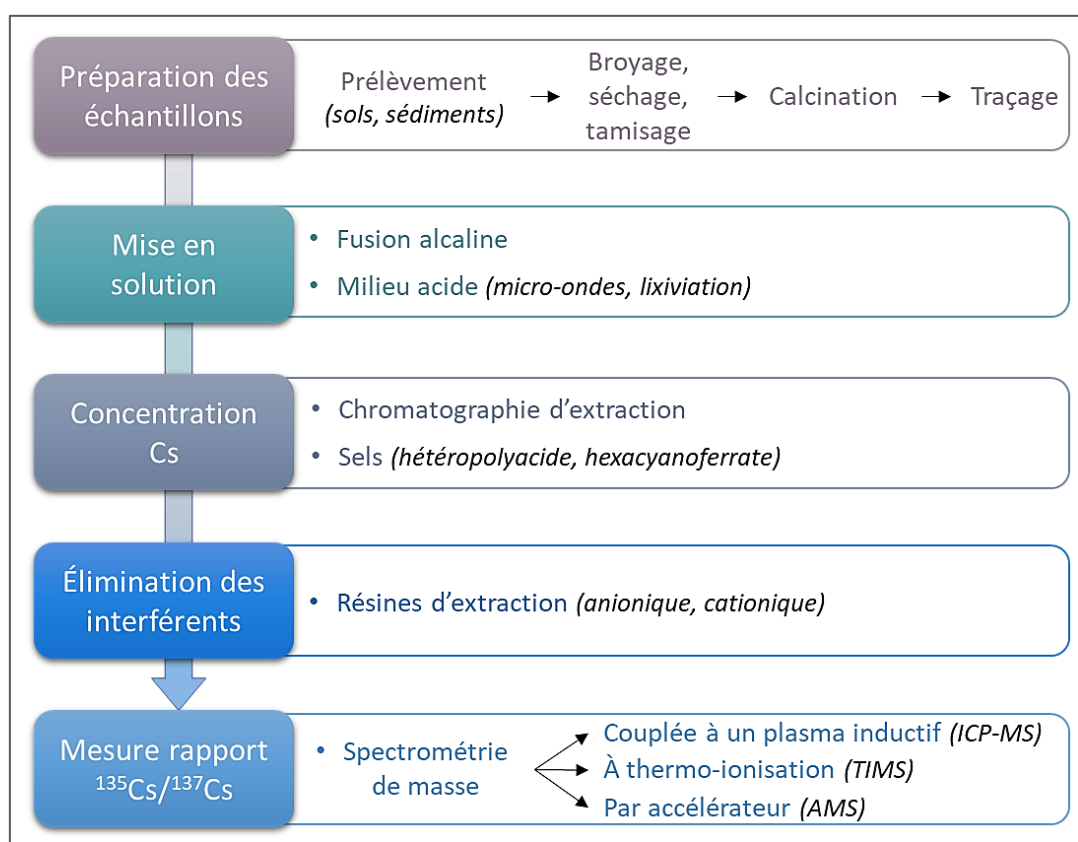 Préparation des
échantillons
Prélèvement
(sols, sédiments)
Broyage,
séchage,
tamisage
Calcination
Traçage
Mise en
solution
• Fusion alcaline
• Milieu acide (micro-ondes, lixiviation)
Concentration
Cs
• Chromatographie d'extraction
• Sels (hétéropolyacide, hexacyanoferrate)
Élimination des
interférents
• Résines d'extraction (anionique, cationique)
Mesure rapport
¹³⁵Cs/¹³⁷Cs
• Spectrométrie
de masse
Couplée à un plasma inductif (ICP-MS)
À thermo-ionisation (TIMS)
Par accélérateur (AMS)